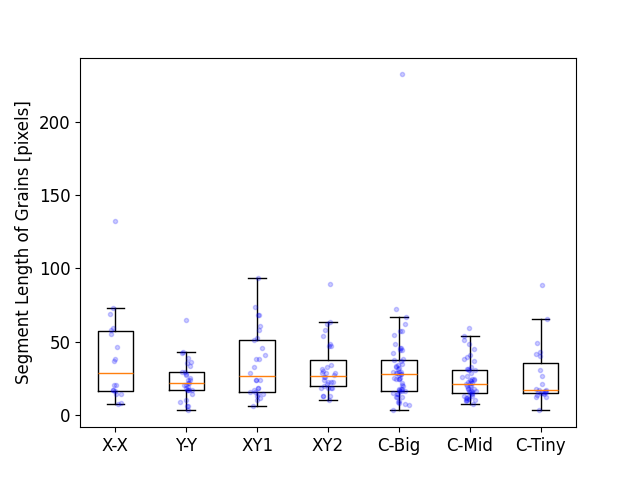 Segment Length of Grains [pixels]
200
150
100
50
0
X-X Y-Y XY1 XY2 C-Big C-Mid C-Tiny